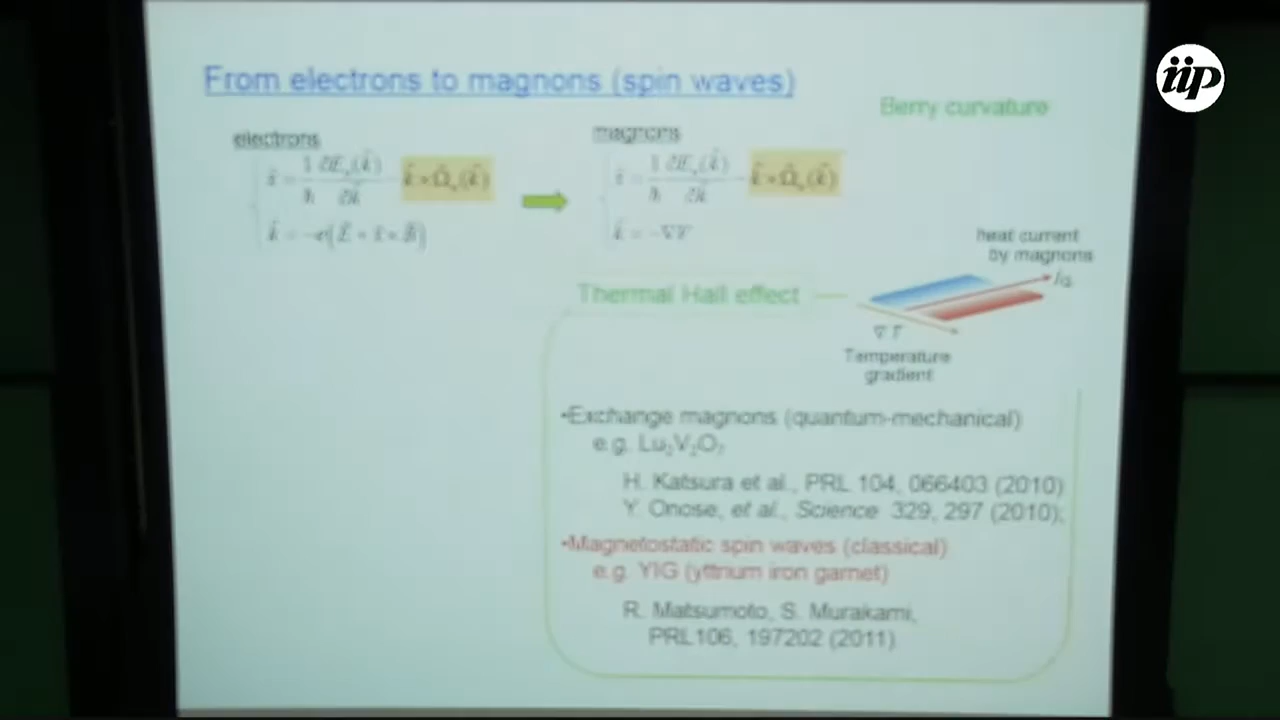 iip
From electrons to magnons (spin waves)
Berry curvature
electrons
magnons
Thermal Hall effect
heat current
by magnons
∇T
Temperature
gradient
•Exchange magnons (quantum-mechanical)
e.g. Lu₂V₂O₇
H. Katsura et al., PRL 104, 066403 (2010)
Y. Onose, et al., Science 329, 297 (2010);
•Magnetostatic spin waves (classical)
e.g. YIG (yttrium iron garnet)
R. Matsumoto, S. Murakami,
PRL106, 197202 (2011)